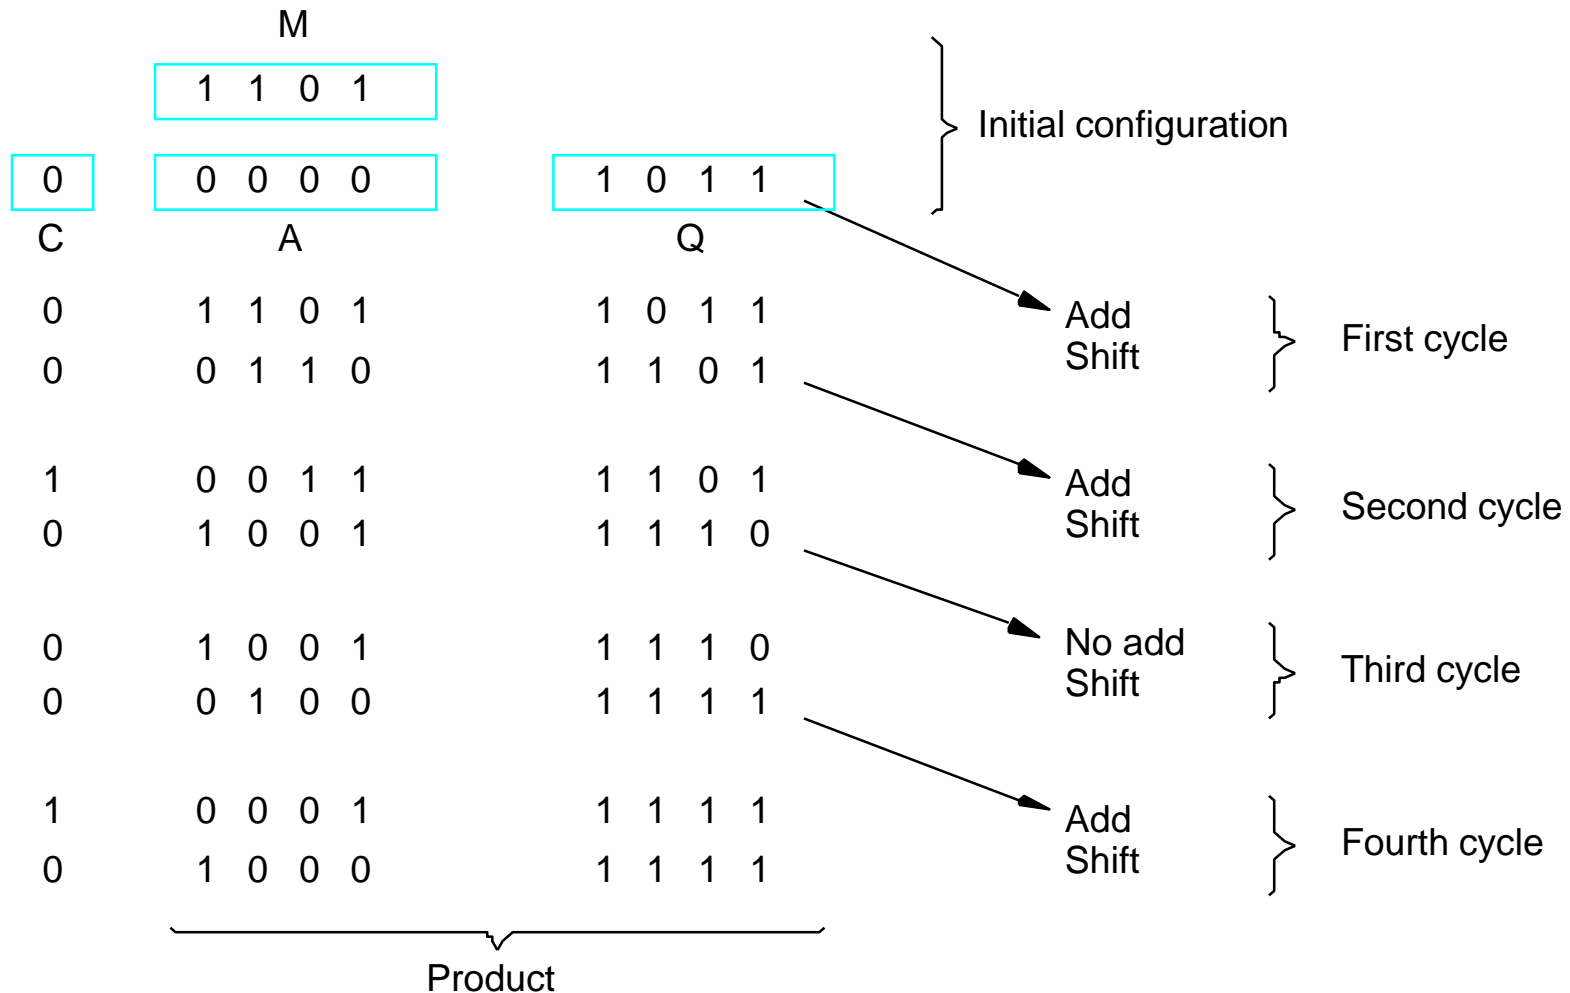 M
1 1 0 1
Initial configuration
0 0 0 0 0 1 0 1 1
C A Q
0 1 1 0 1 1 0 1 1 Add
0 0 1 1 0 1 1 0 1 Shift
First cycle
1 0 0 1 1 1 1 0 1 Add
0 1 0 0 1 1 1 1 0 Shift
Second cycle
0 1 0 0 1 1 1 1 0 No add
0 0 1 0 0 1 1 1 1 Shift
Third cycle
1 0 0 0 1 1 1 1 1 Add
0 1 0 0 0 1 1 1 1 Shift
Fourth cycle
Product